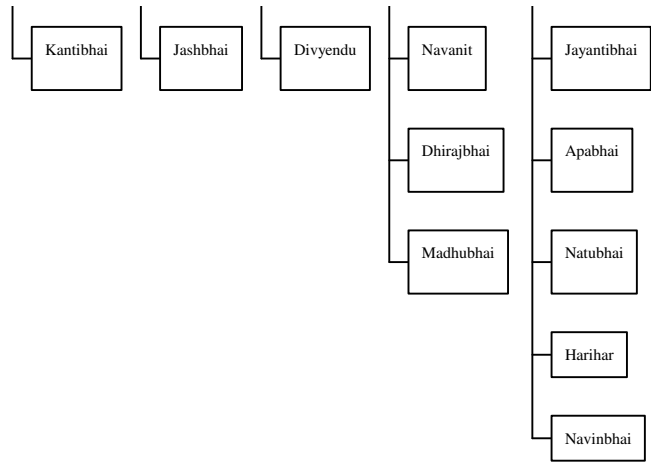 Kantibhai
Jashbhai
Divyendu
Navanit
Jayantibhai
Dhirajbhai
Apabhai
Madhubhai
Natubhai
Harihar
Navinbhai